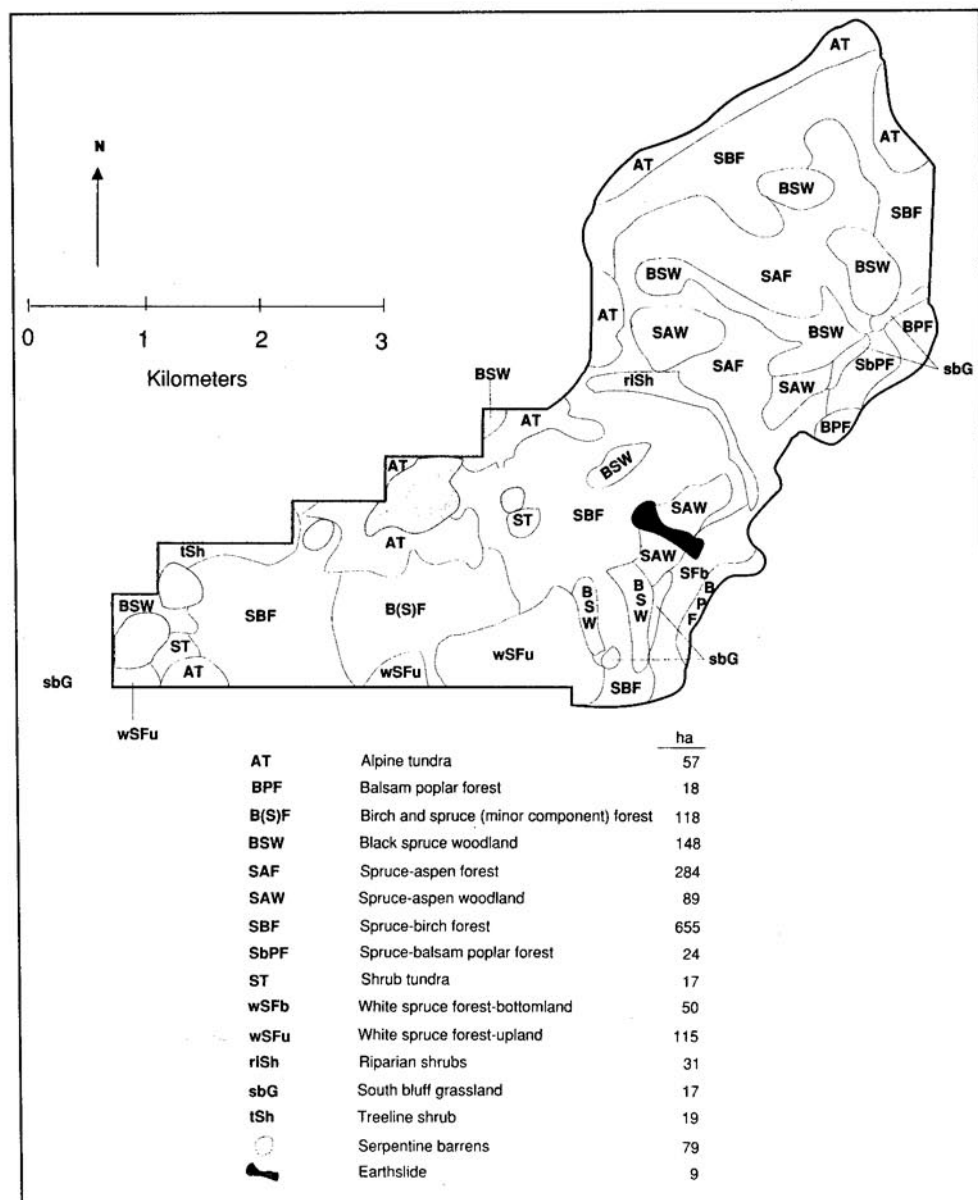 AT
N
AT
AT
SBF
BSW
SBF
BSW
SAF
BSW
AT
SAW
BSW
BPF
0 1 2 3
SAF
SbPF
sbG
Kilometers
BSW
riSh
SAW
AT
BPF
AT
BSW
SAW
ST
SBF
AT
tSh
SAW
SFb
BSW
SBF
B(S)F
B
S
W
B
S
W
B
P
F
ST
wSFu
wSFu
sbG
AT
sbG
SBF
wSFu
ha
AT Alpine tundra 57
BPF Balsam poplar forest 18
B(S)F Birch and spruce (minor component) forest 118
BSW Black spruce woodland 148
SAF Spruce-aspen forest 284
SAW Spruce-aspen woodland 89
SBF Spruce-birch forest 655
SbPF Spruce-balsam poplar forest 24
ST Shrub tundra 17
wSFb White spruce forest-bottomland 50
wSFu White spruce forest-upland 115
riSh Riparian shrubs 31
sbG South bluff grassland 17
tSh Treeline shrub 19
Serpentine barrens 79
Earthslide 9